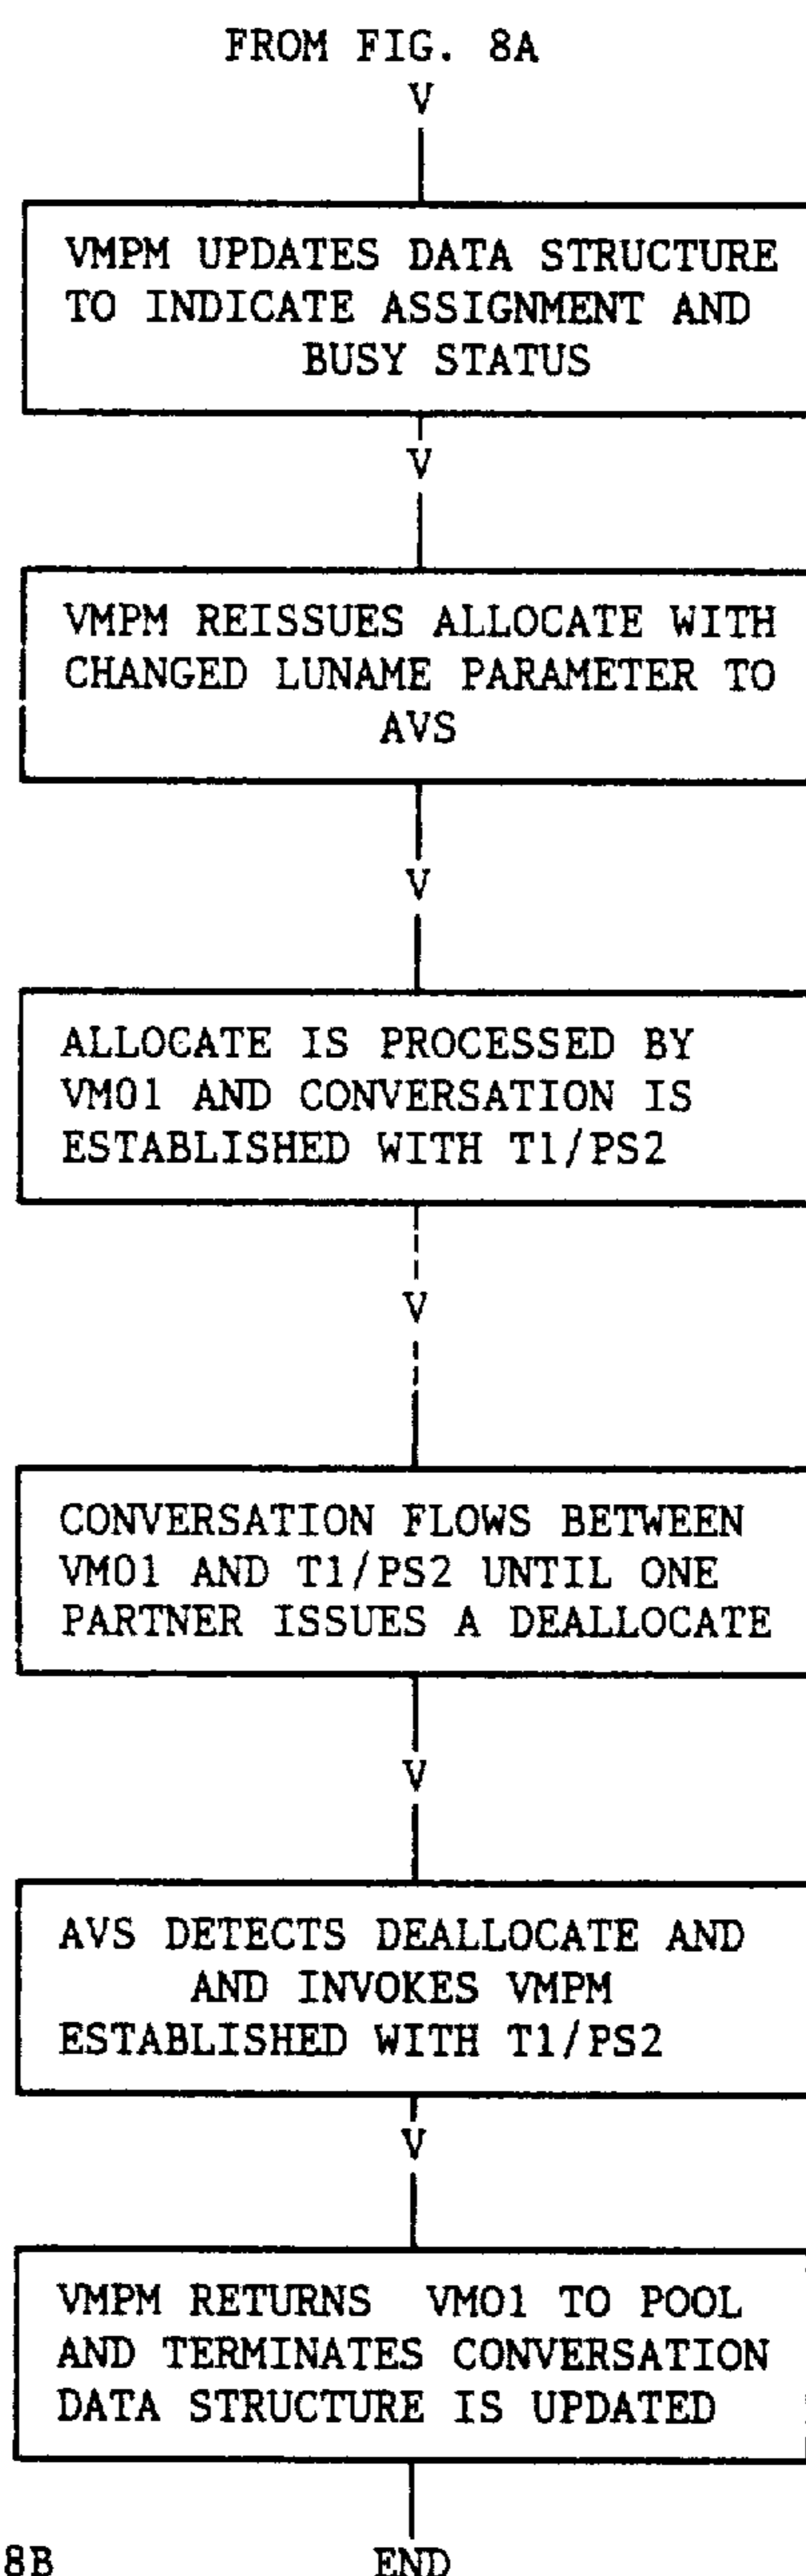 FROM FIG. 8A
V
VMPM UPDATES DATA STRUCTURE
TO INDICATE ASSIGNMENT AND
BUSY STATUS
V
VMPM REISSUES ALLOCATE WITH
CHANGED LUNAME PARAMETER TO
AVS
V
ALLOCATE IS PROCESSED BY
VM01 AND CONVERSATION IS
ESTABLISHED WITH T1/PS2
V
CONVERSATION FLOWS BETWEEN
VM01 AND T1/PS2 UNTIL ONE
PARTNER ISSUES A DEALLOCATE
V
AVS DETECTS DEALLOCATE AND
AND INVOKES VMPM
ESTABLISHED WITH T1/PS2
V
VMPM RETURNS VM01 TO POOL
AND TERMINATES CONVERSATION
DATA STRUCTURE IS UPDATED
8B END